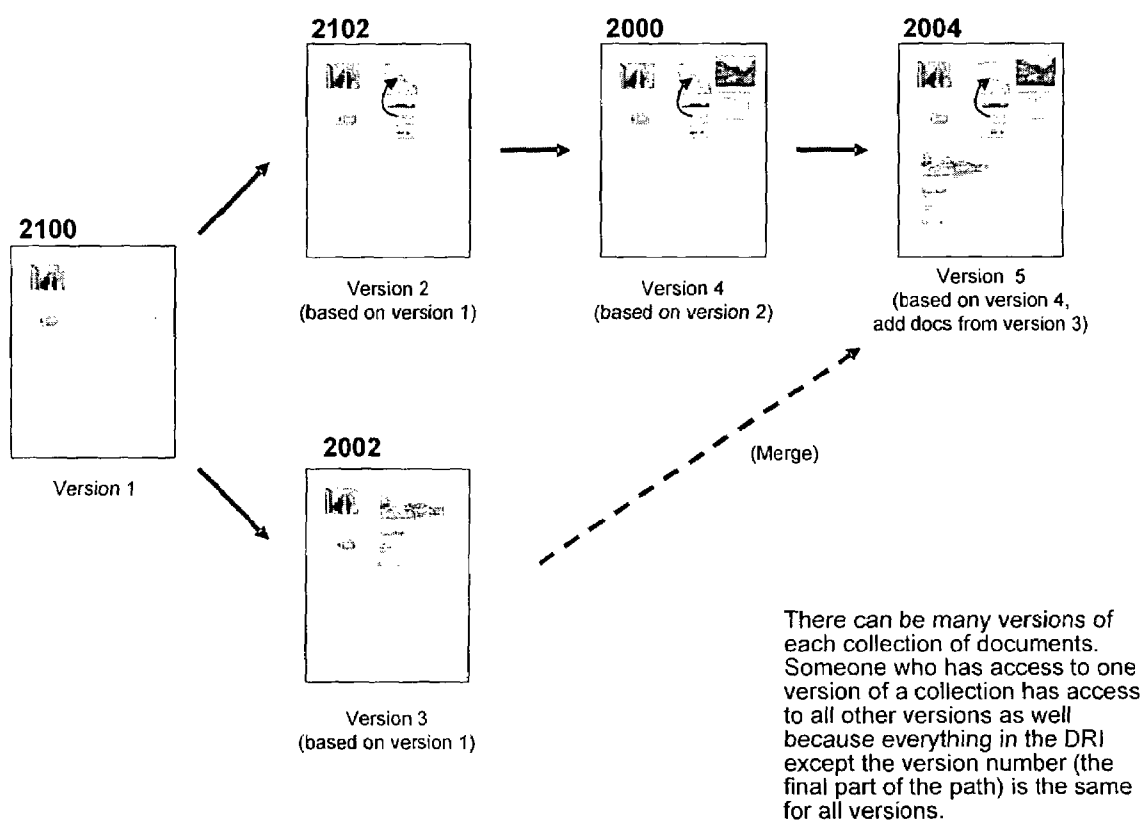 2102
2000
2004
2100
Version 2
(based on version 1)
Version 4
(based on version 2)
Version 5
(based on version 4,
add docs from version 3)
Version 1
2002
(Merge)
Version 3
(based on version 1)
There can be many versions of
each collection of documents.
Someone who has access to one
version of a collection has access
to all other versions as well
because everything in the DRI
except the version number (the
final part of the path) is the same
for all versions.